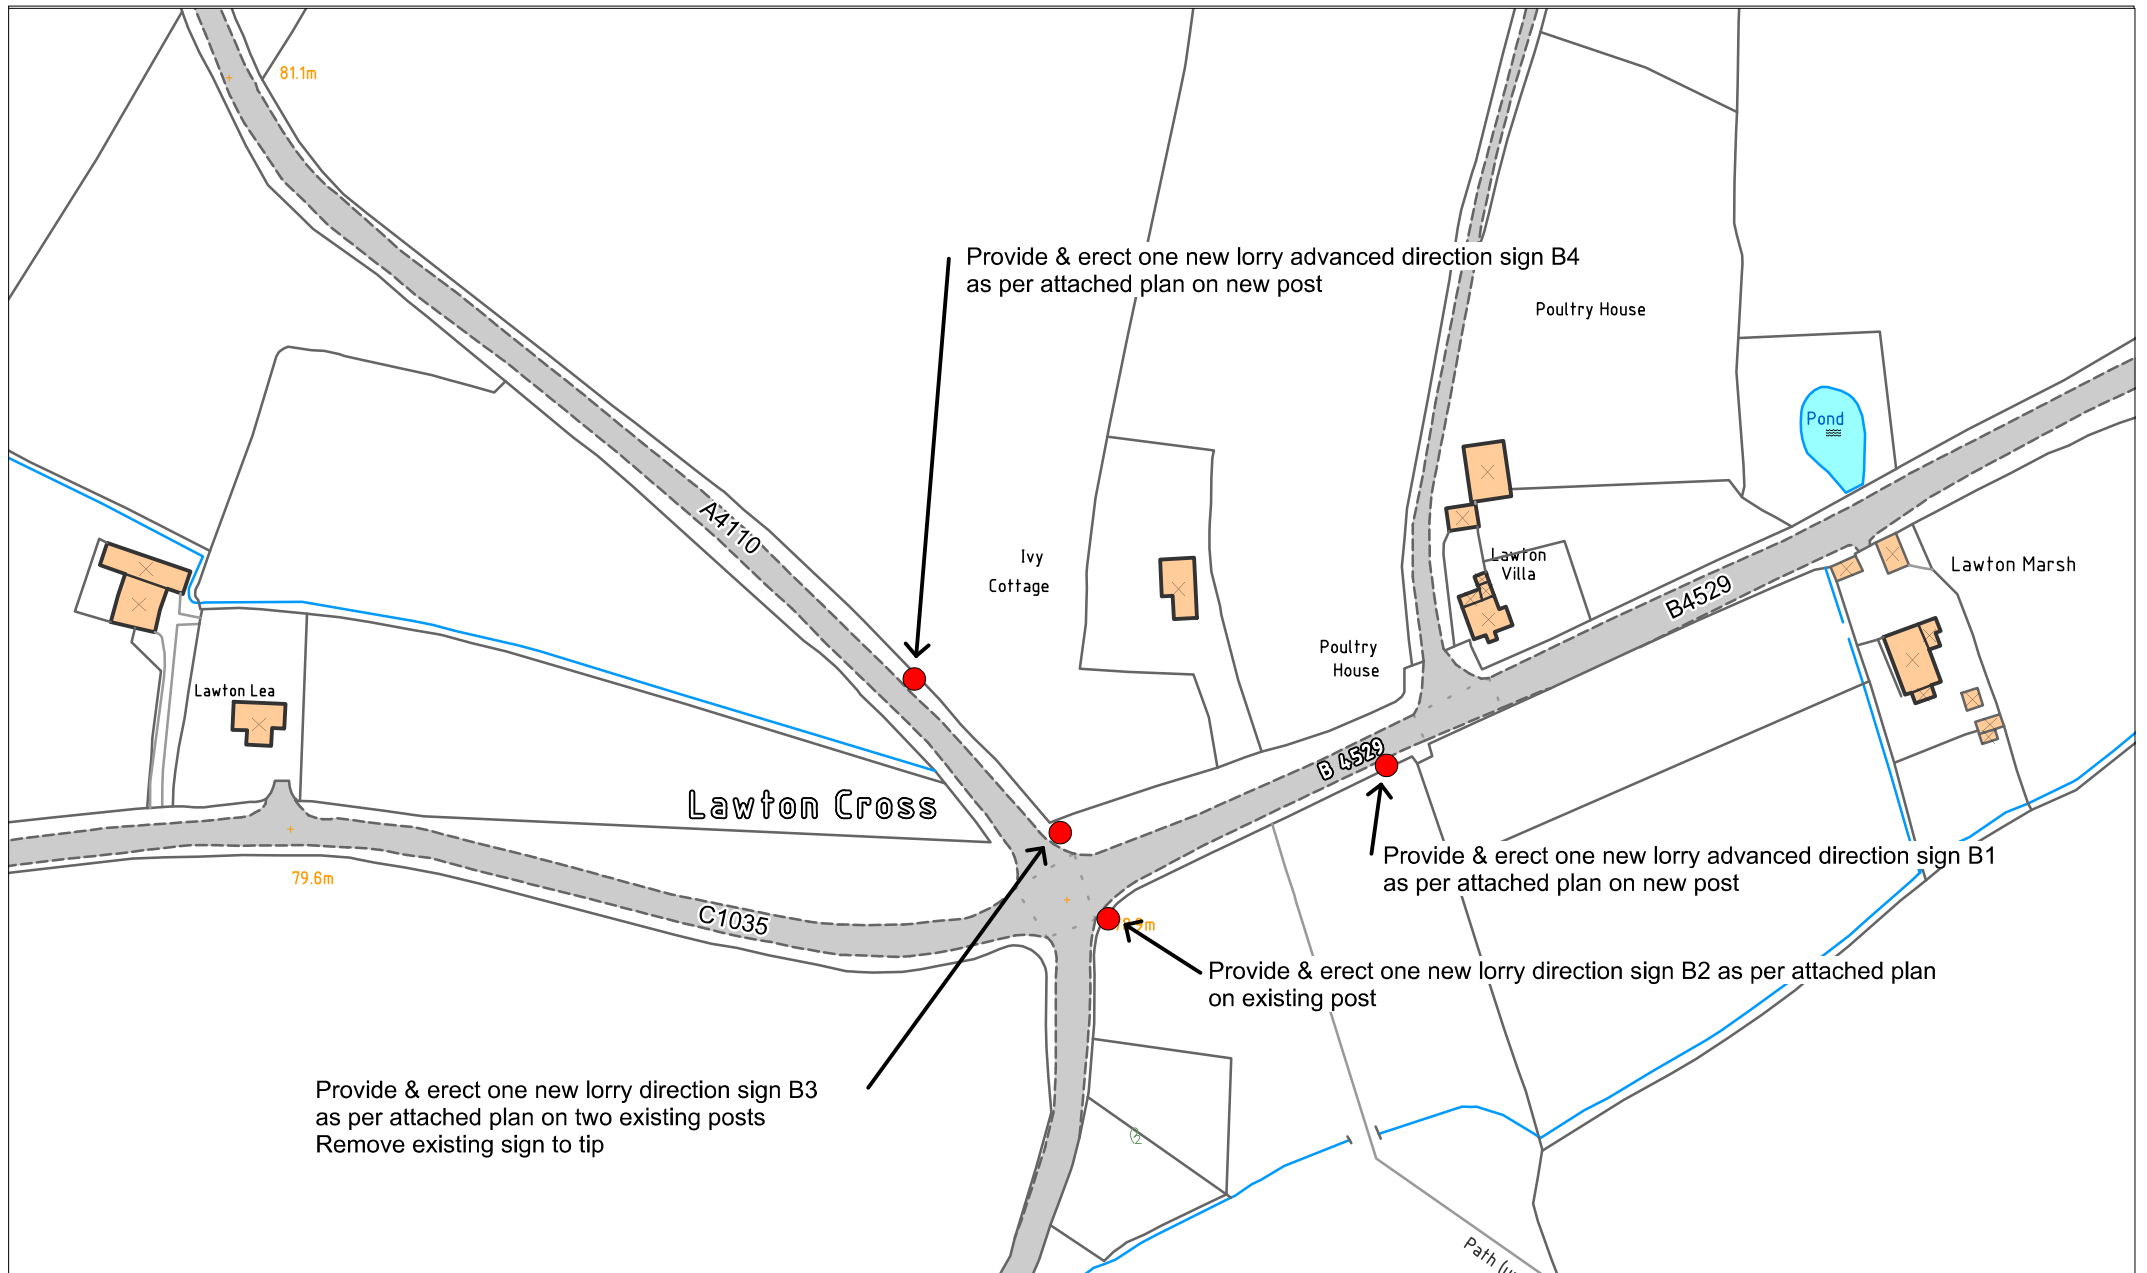 81.1m
Provide & erect one new lorry advanced direction sign B4
as per attached plan on new post
Poultry House
Pond
A4110
Ivy
Cottage
Lawton
Villa
Lawton Marsh
B4529
Poultry
House
Lawton Lea
B 4529
Lawton Cross
Provide & erect one new lorry advanced direction sign B1
as per attached plan on new post
79.6m
C1035
Provide & erect one new lorry direction sign B2 as per attached plan
on existing post
Provide & erect one new lorry direction sign B3
as per attached plan on two existing posts
Remove existing sign to tip
Path